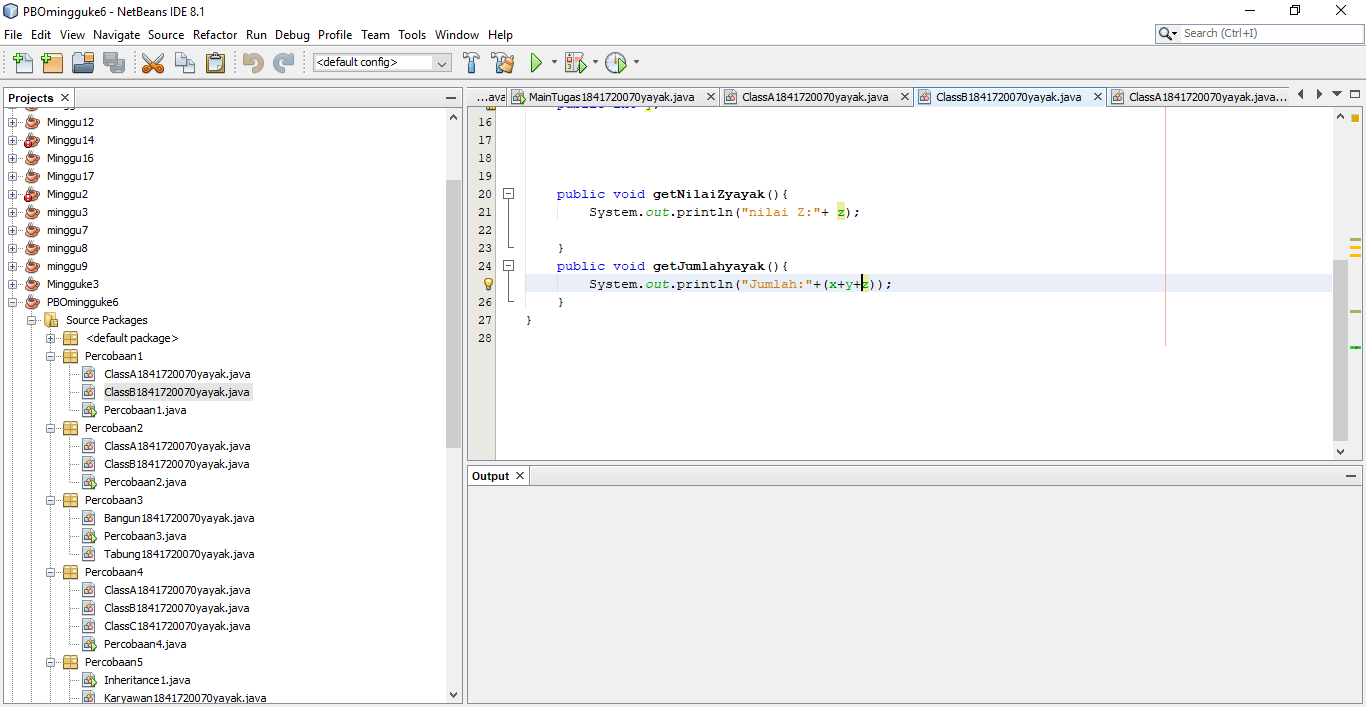 PBOmingguke6 - NetBeans IDE 8.1
File Edit View Navigate Source Refactor Run Debug Profile Team Tools Window Help
Search (Ctrl+I)
<default config>
Projects
Minggu12
Minggu14
Minggu16
Minggu17
Minggu2
minggu3
minggu7
minggu8
minggu9
Mingguke3
PBOmingguke6
Source Packages
<default package>
Percobaan1
ClassA1841720070yayak.java
ClassB1841720070yayak.java
Percobaan1.java
Percobaan2
ClassA1841720070yayak.java
ClassB1841720070yayak.java
Percobaan2.java
Percobaan3
Bangun1841720070yayak.java
Percobaan3.java
Tabung1841720070yayak.java
Percobaan4
ClassA1841720070yayak.java
ClassB1841720070yayak.java
ClassC1841720070yayak.java
Percobaan4.java
Percobaan5
Inheritance1.java
Karyawan1841720070yayak.java
...ava MainTugas1841720070yayak.java ClassA1841720070yayak.java ClassB1841720070yayak.java ClassA1841720070yayak.java...
16
17
18
19
20 public void getNilaiZyayak(){
21 System.out.println("nilai Z:"+ z);
22
23 }
24 public void getJumlahyayak(){
System.out.println("Jumlah:"+(x+y+z));
26 }
27 }
28
Output